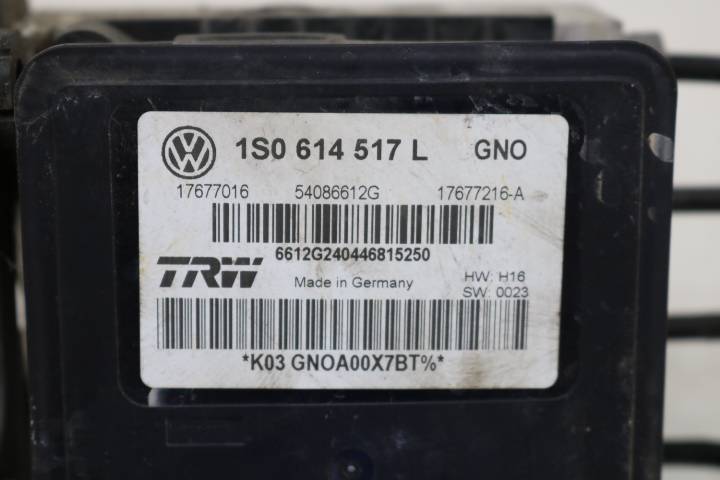 1S0 614 517 L GNO
17677016 54086612G 17677216-A
6612G240446815250
TRW Made in Germany HW: H16
SW: 0023
*K03 GNOA00X7BT%*